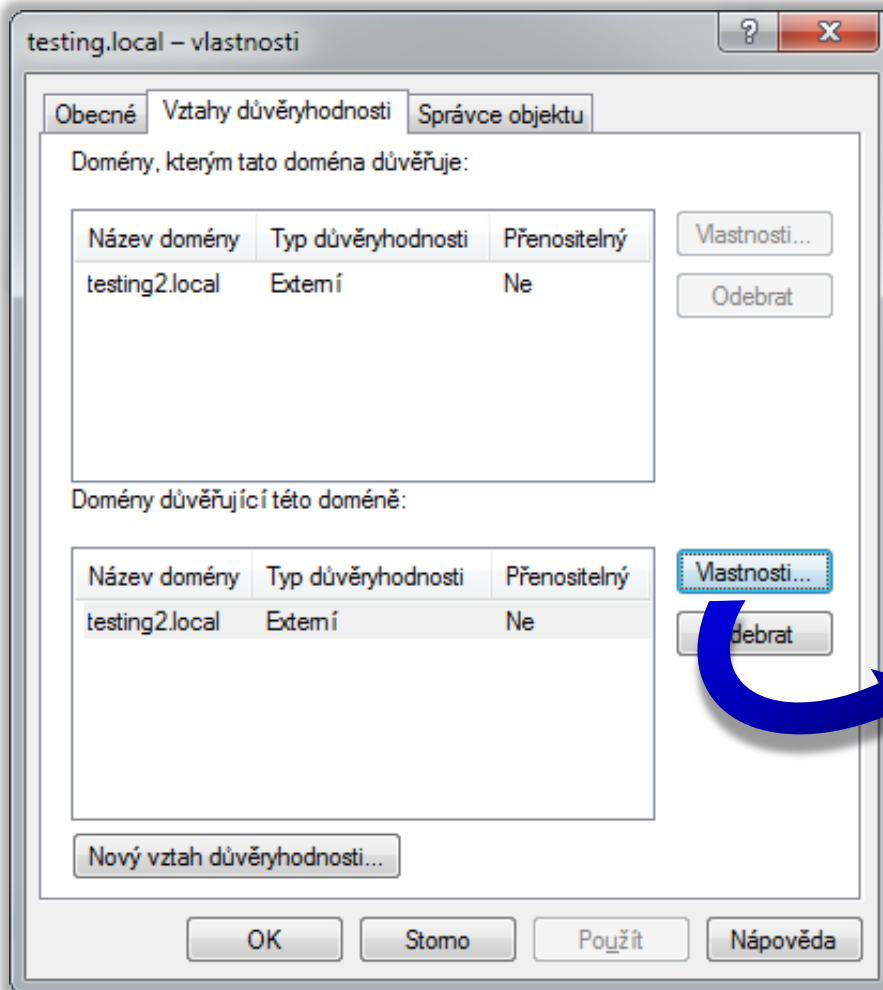 testing.local – vlastnosti
Obecné Vztahy důvěryhodnosti Správce objektu
Domény, kterým tato doména důvěřuje:
Název domény Typ důvěryhodnosti Přenositelný Vlastnosti...
testing2.local Externí Ne
Odebrat
Domény důvěřující této doméně:
Název domény Typ důvěryhodnosti Přenositelný Vlastnosti...
testing2.local Externí Ne
debrat
Nový vztah důvěryhodnosti...
OK Storno Použít Nápověda